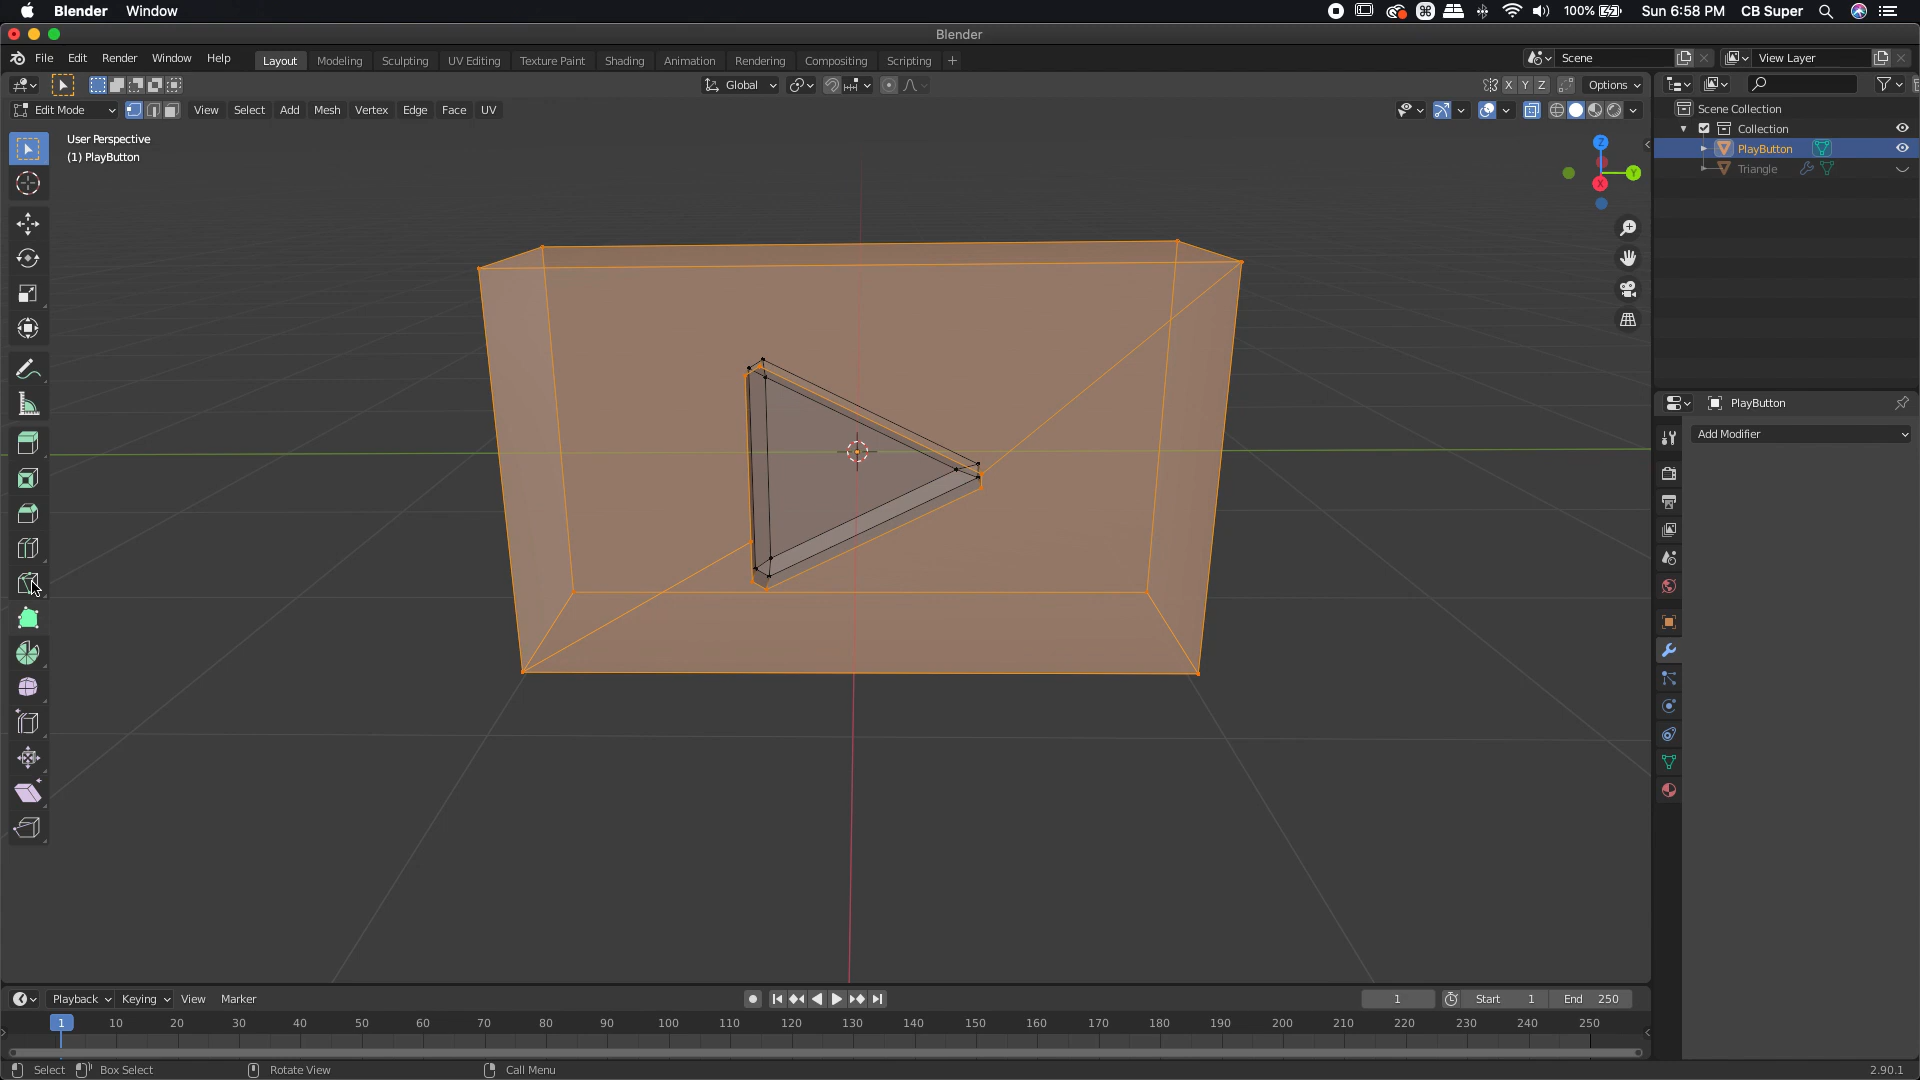 Blender Window 100% Sun 6:58 PM CB Super
Blender
File Edit Render Window Help Layout Modeling Sculpting UV Editing Texture Paint Shading Animation Rendering Compositing Scripting + Scene View Layer
Global X Y Z Options
Edit Mode View Select Add Mesh Vertex Edge Face UV
Scene Collection
Collection
PlayButton
Triangle
User Perspective
(1) PlayButton
Z
Y
X
PlayButton
Add Modifier
Playback Keying View Marker 1 Start 1 End 250
1 10 20 30 40 50 60 70 80 90 100 110 120 130 140 150 160 170 180 190 200 210 220 230 240 250
Select Box Select Rotate View Call Menu 2.90.1